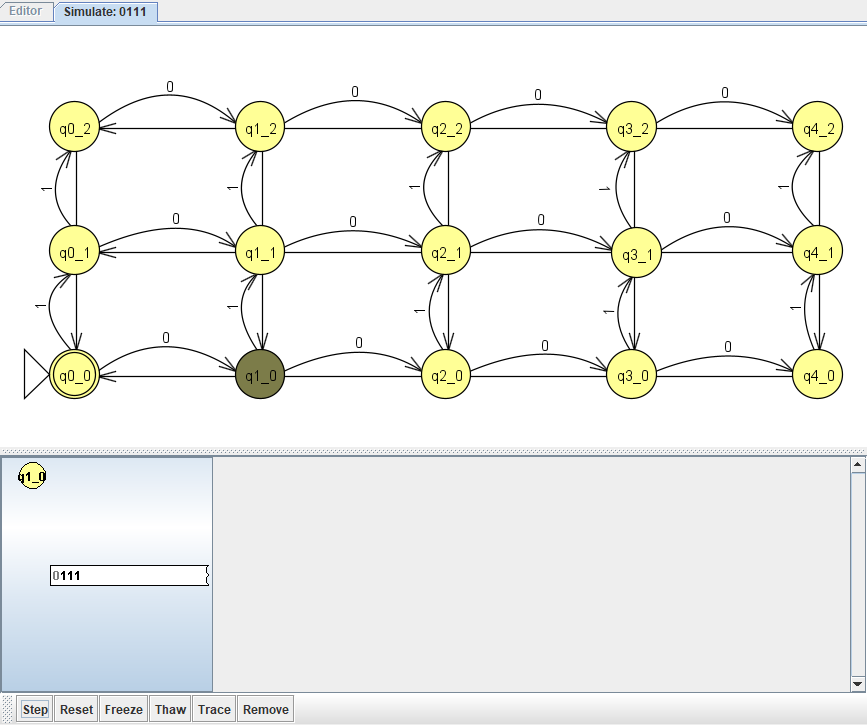 Editor Simulate: 0111
0 0 0 0
q0_2 q1_2 q2_2 q3_2 q4_2
1 1 1 1 1
0 0 0 0
q0_1 q1_1 q2_1 q3_1 q4_1
1 1 1 1 1
0 0 0 0
q0_0 q1_0 q2_0 q3_0 q4_0
q1_0
0111
Step Reset Freeze Thaw Trace Remove